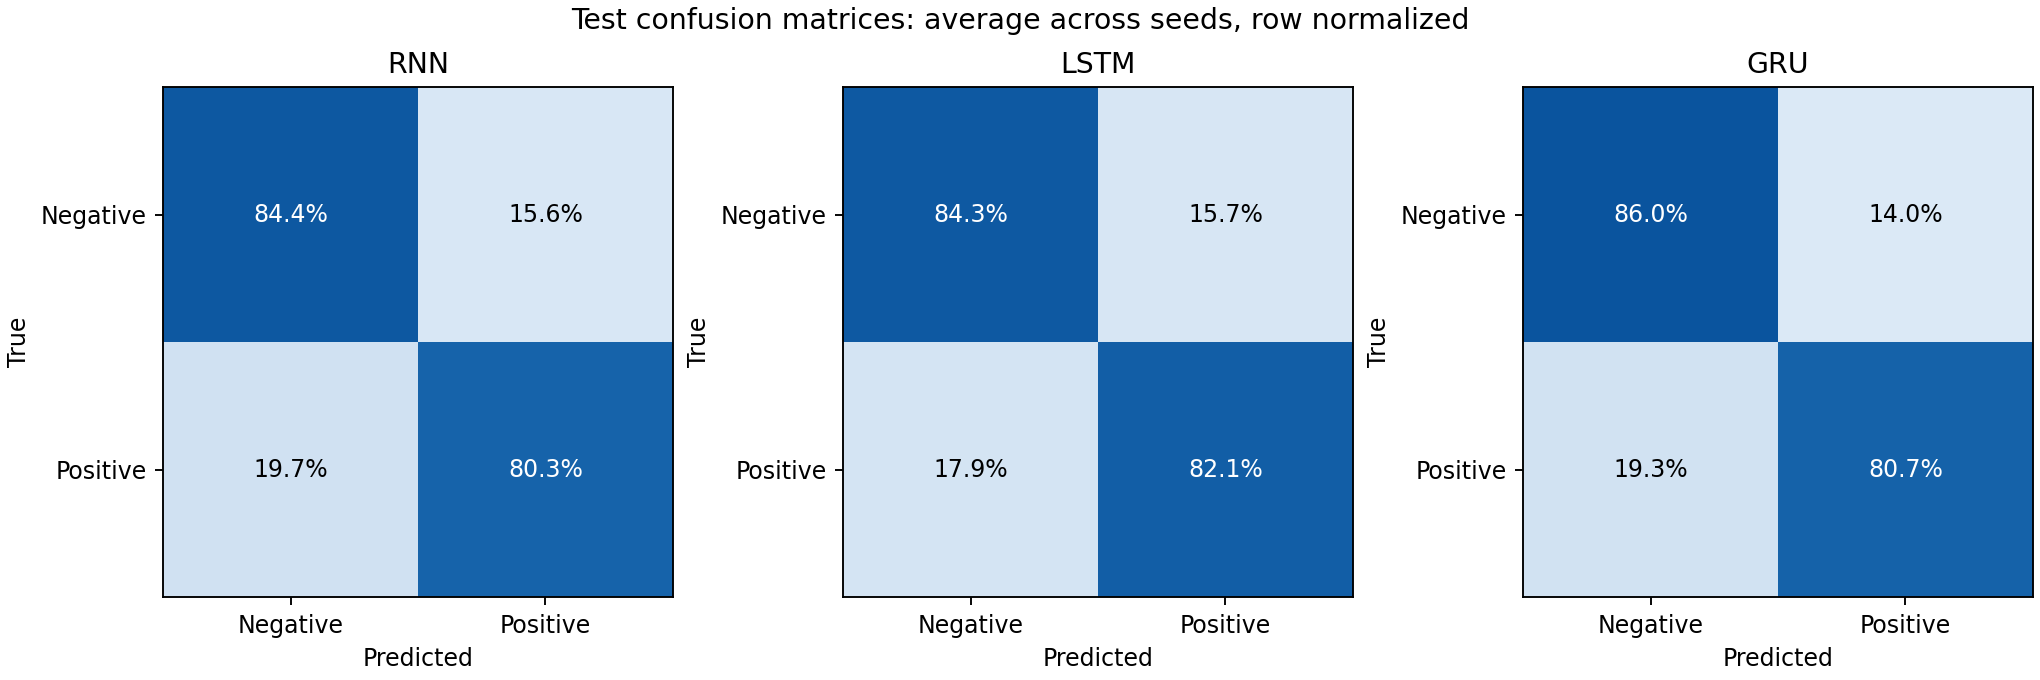 Test confusion matrices: average across seeds, row normalized
RNN
True
Negative
84.4%
15.6%
Positive
19.7%
80.3%
Negative
Positive
Predicted
LSTM
True
Negative
84.3%
15.7%
Positive
17.9%
82.1%
Negative
Positive
Predicted
GRU
True
Negative
86.0%
14.0%
Positive
19.3%
80.7%
Negative
Positive
Predicted